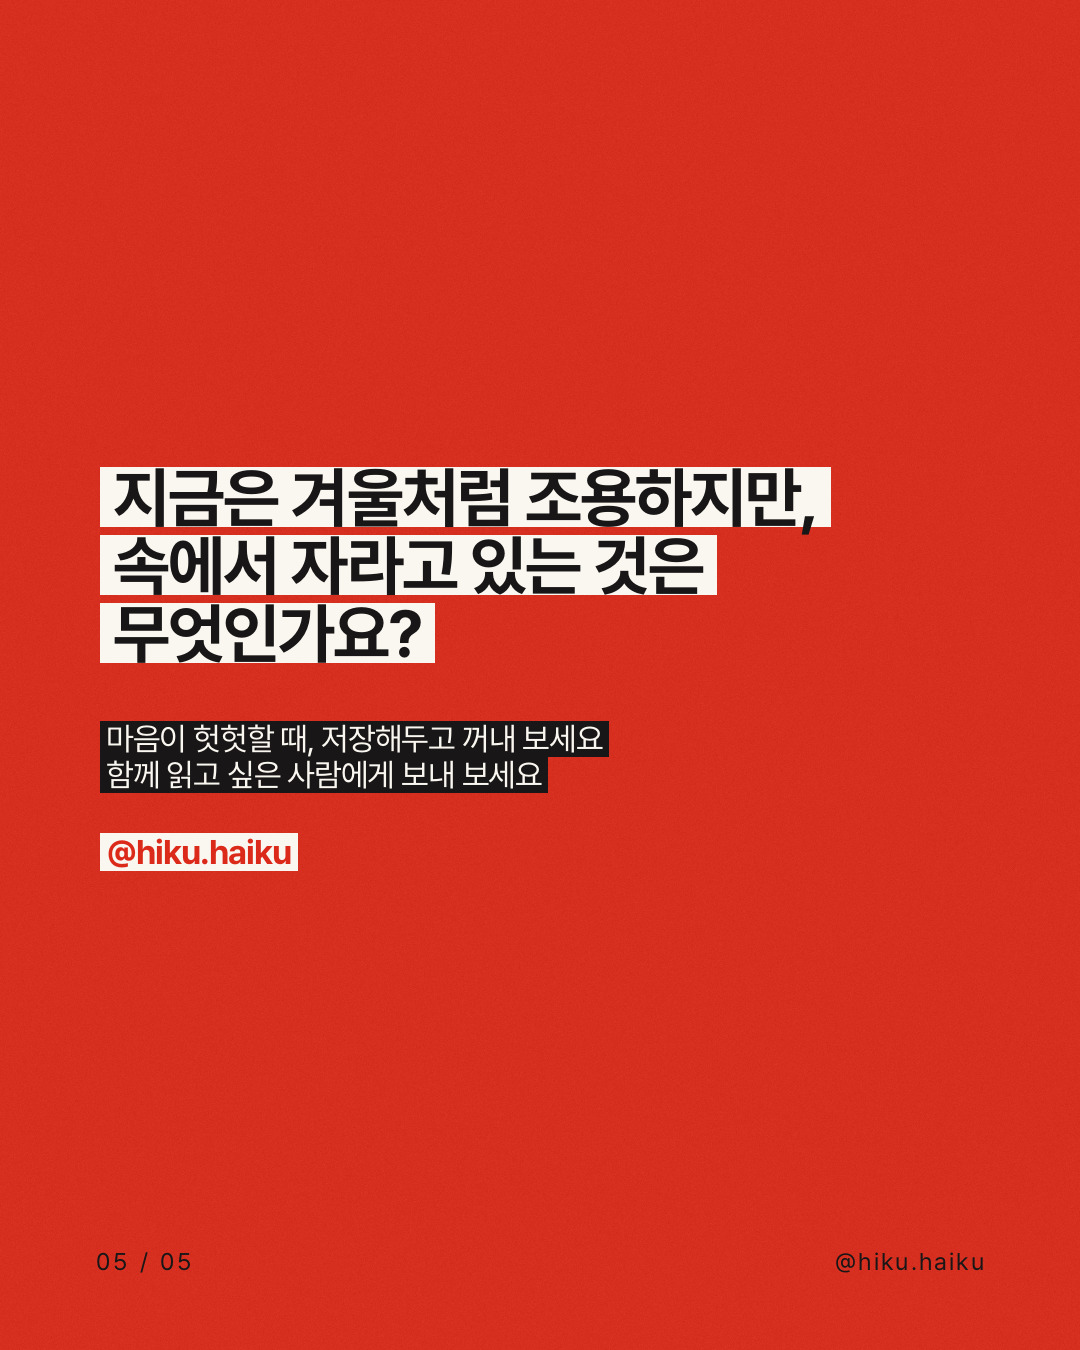 지금은 겨울처럼 조용하지만,
속에서 자라고 있는 것은
무엇인가요?
마음이 헛헛할 때, 저장해두고 꺼내 보세요
함께 읽고 싶은 사람에게 보내 보세요
@hiku.haiku
05 / 05
@hiku.haiku